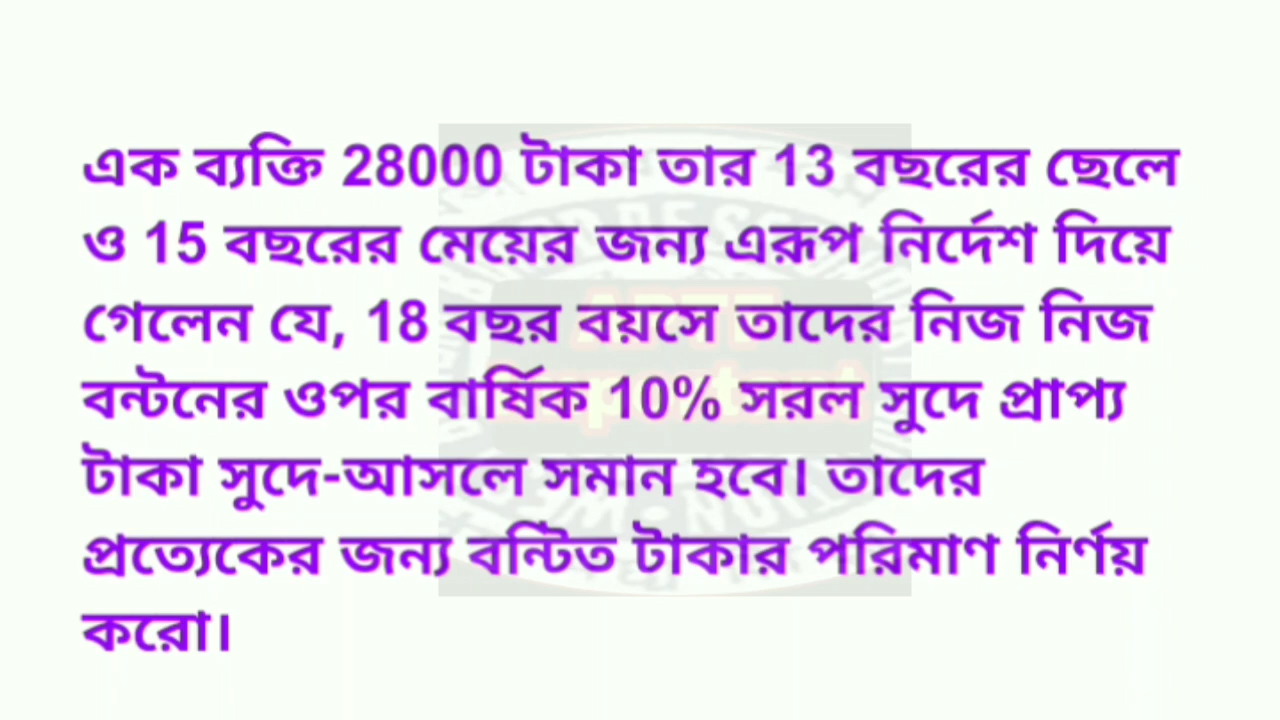 এক ব্যক্তি 28000 টাকা তার 13 বছরের ছেলে
ও 15 বছরের মেয়ের জন্য এরূপ নির্দেশ দিয়ে
গেলেন যে, 18 বছর বয়সে তাদের নিজ নিজ
বন্টনের ওপর বার্ষিক 10% সরল সুদে প্রাপ্য
টাকা সুদে-আসলে সমান হবে। তাদের
প্রত্যেকের জন্য বন্টিত টাকার পরিমাণ নির্ণয়
করো।